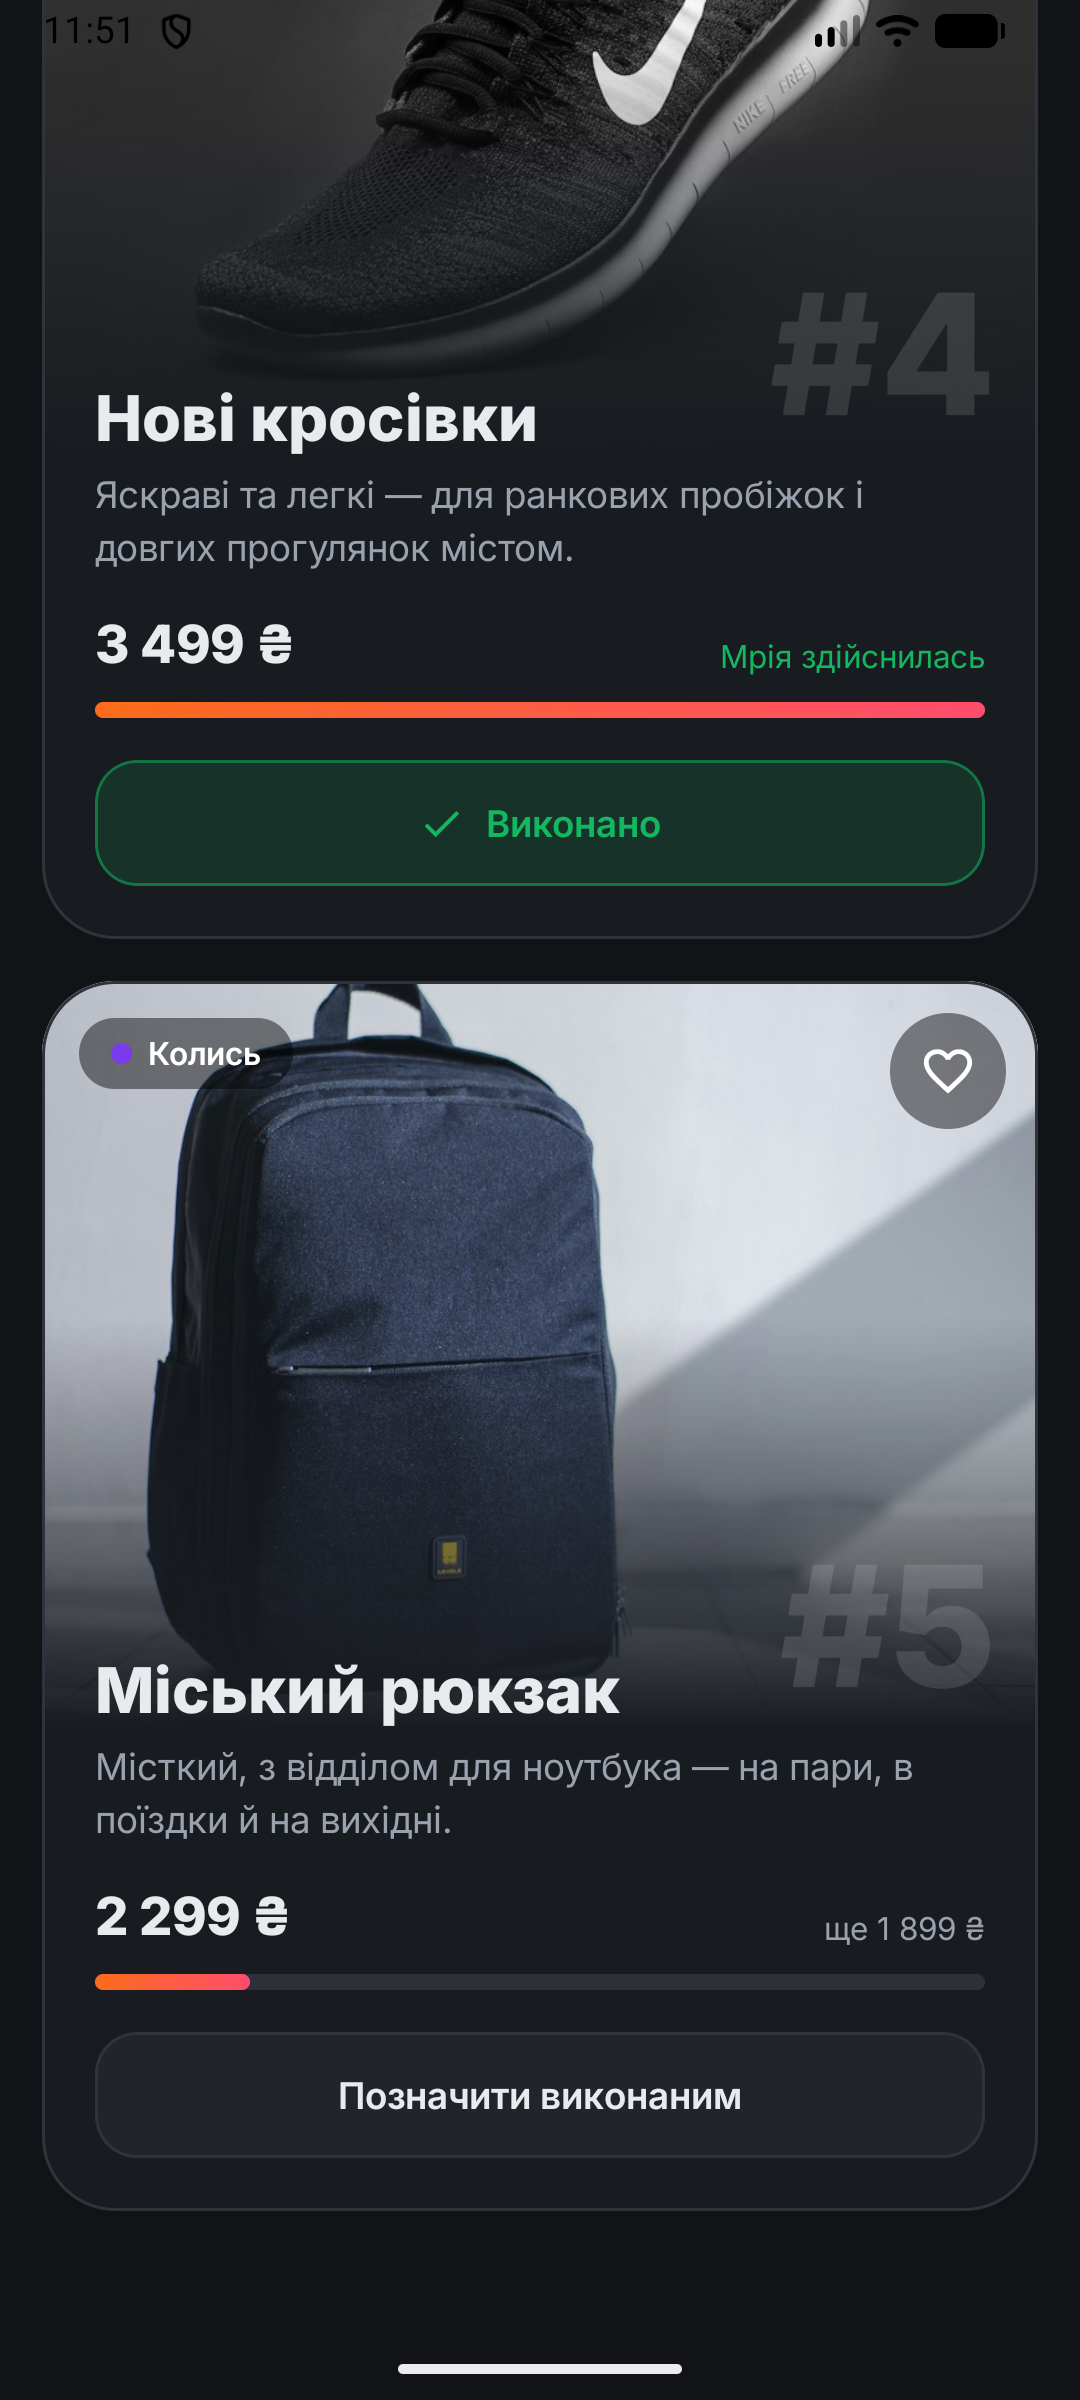 11:51
NIKE FREE
#4
Нові кросівки
Яскраві та легкі — для ранкових пробіжок і
довгих прогулянок містом.
3 499 ₴
Мрія здійснилась
Виконано
Колись
#5
Міський рюкзак
Місткий, з відділом для ноутбука — на пари, в
поїздки й на вихідні.
2 299 ₴
ще 1 899 ₴
Позначити виконаним